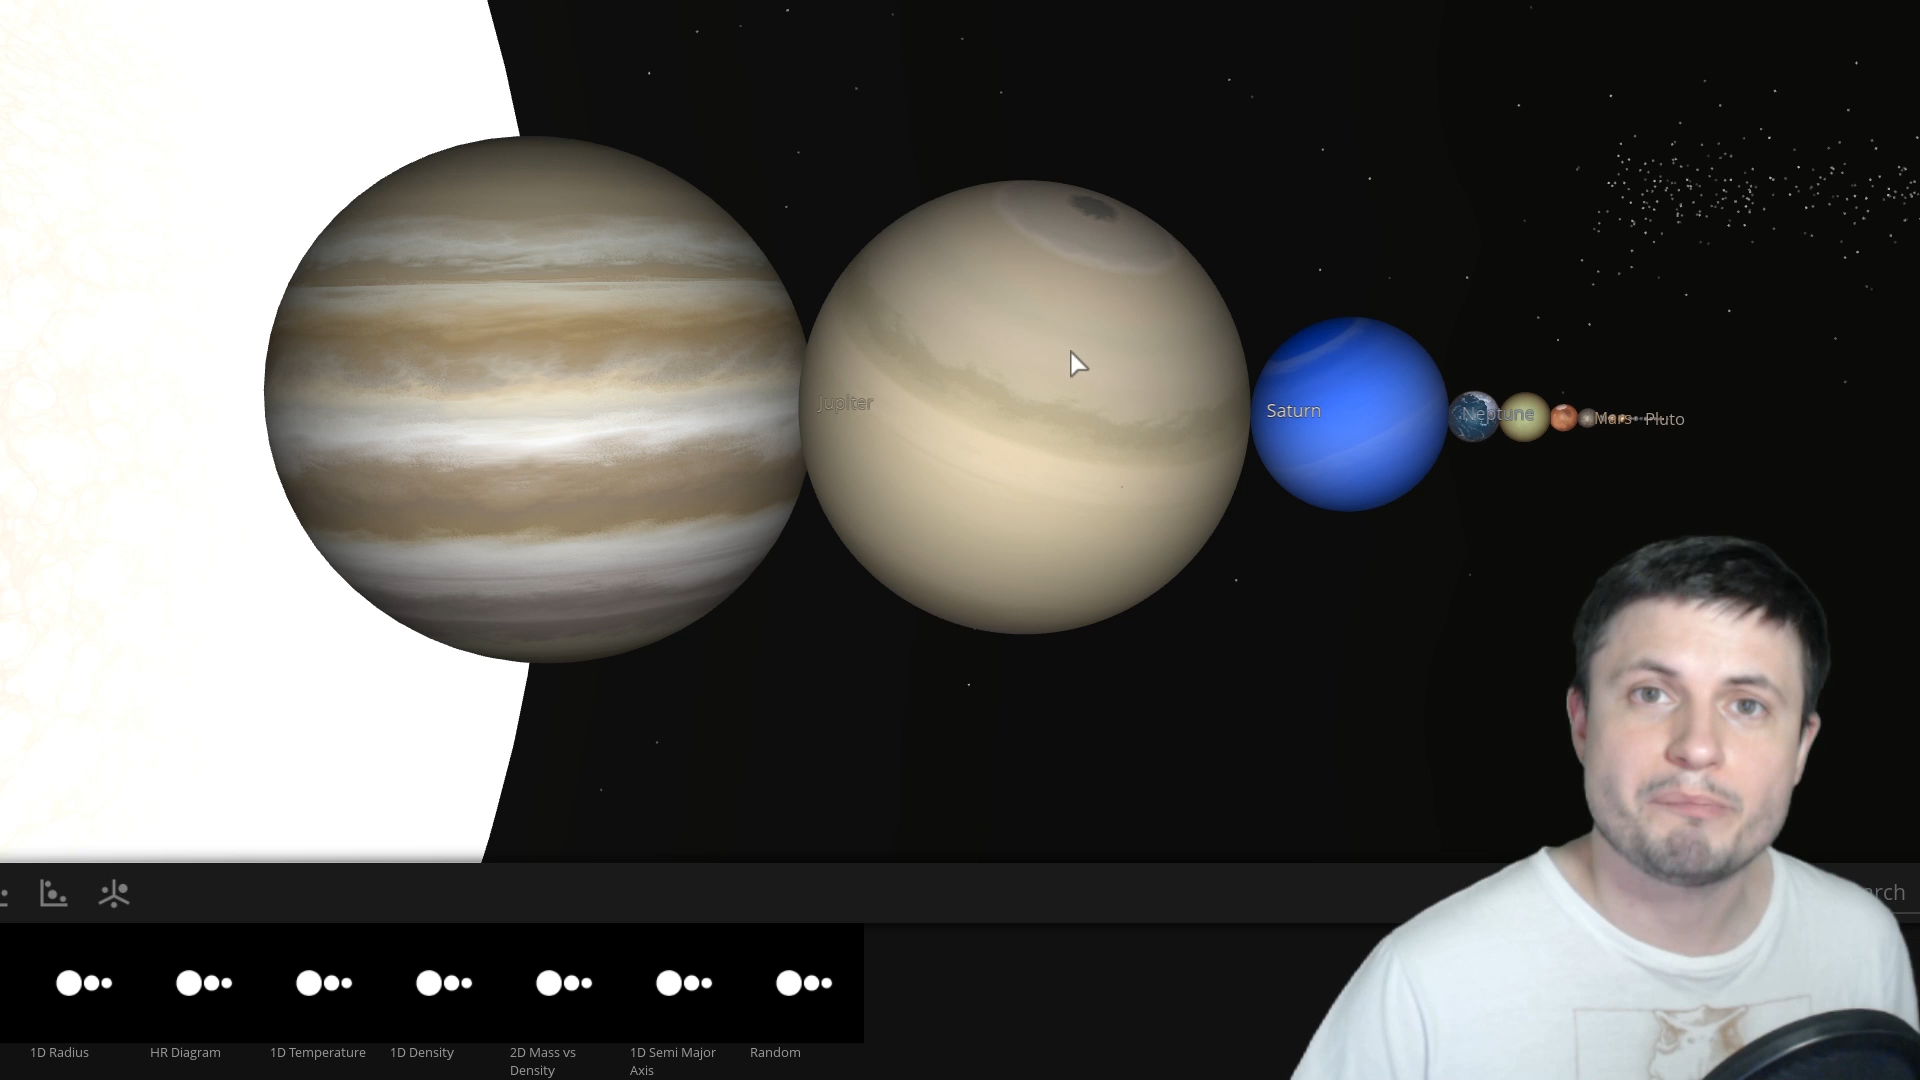 Jupiter
Saturn
Neptune
Mars
Pluto
arch
1D Radius
HR Diagram
1D Temperature
1D Density
2D Mass vs
Density
1D Semi Major
Axis
Random